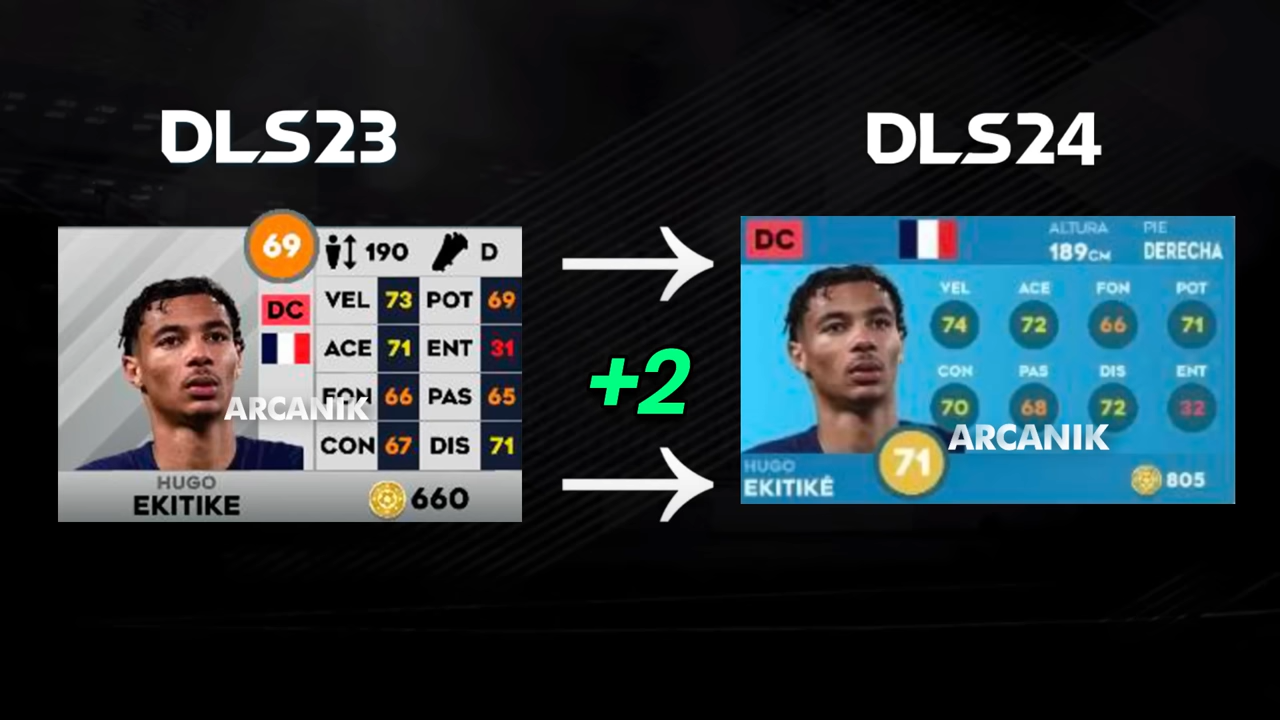 DLS23
DLS24
69
190
D
DC
VEL 73 POT 69
ACE 71 ENT 31
FON 66 PAS 65
CON 67 DIS 71
ARCANIK
HUGO
EKITIKE
660
+2
DC
ALTURA
189CM
PIE
DERECHA
VEL ACE FON POT
74 72 66 71
CON PAS DIS ENT
70 68 72 32
ARCANIK
71
HUGO
EKITIKÉ
805